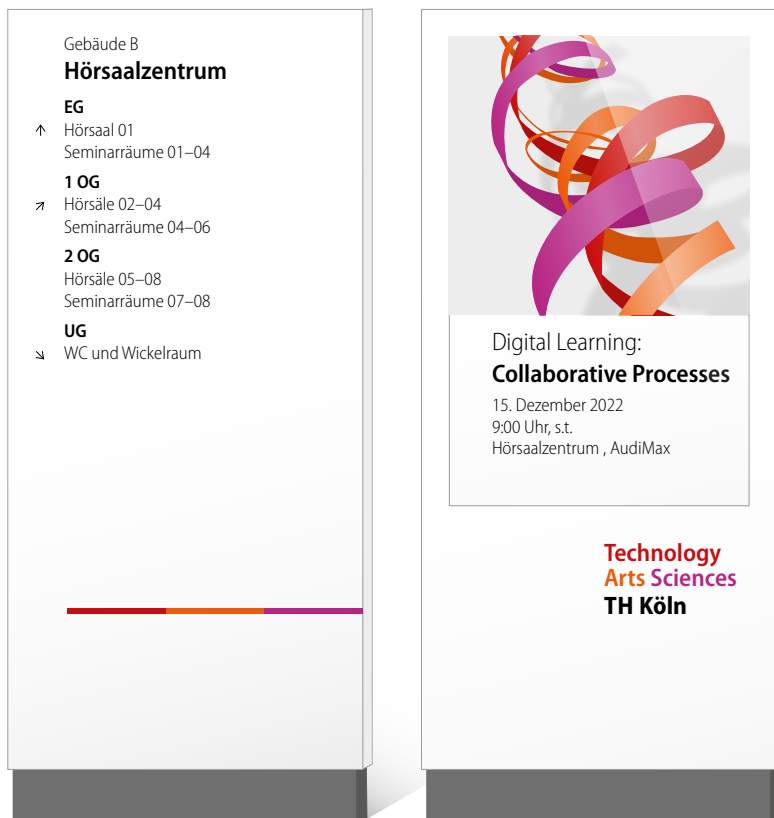 Gebäude B
Hörsaalzentrum
EG
Hörsaal 01
Seminarräume 01–04
1 OG
Hörsäle 02–04
Seminarräume 04–06
2 OG
Hörsäle 05–08
Seminarräume 07–08
UG
WC und Wickelraum
Digital Learning:
Collaborative Processes
15. Dezember 2022
9:00 Uhr, s.t.
Hörsaalzentrum , AudiMax
Technology
Arts Sciences
TH Köln